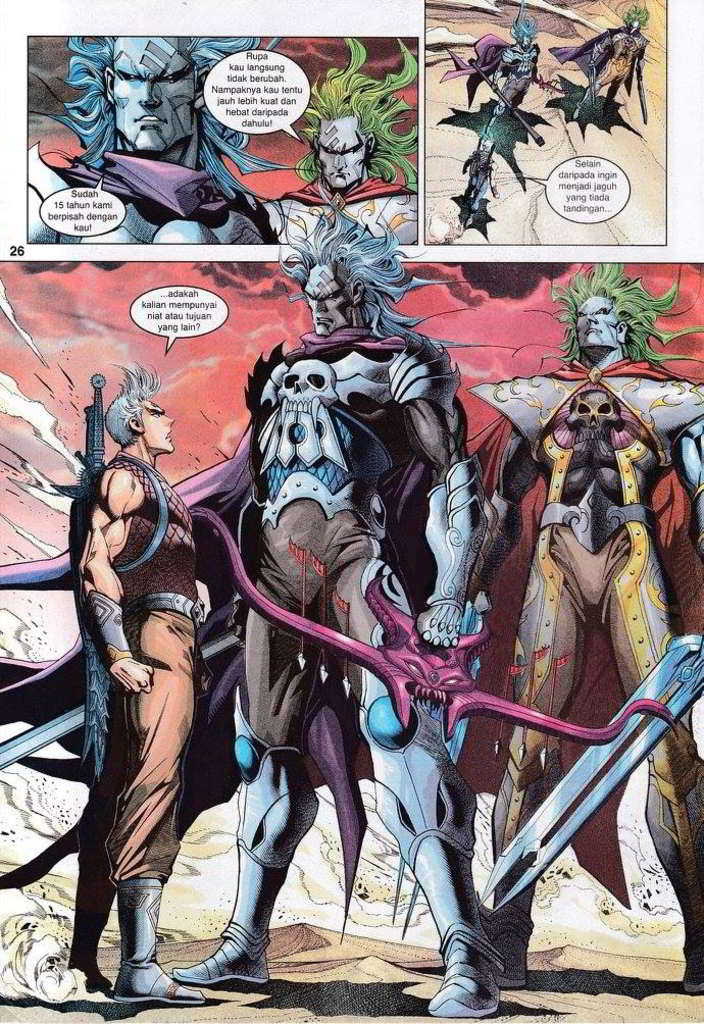 Rupa
kau langsung
tidak berubah.
Nampaknya kau tentu
jauh lebih kuat dan
hebat daripada
dahulu!
Sudah
15 tahun kami
berpisah dengan
kau!
Selain
daripada ingin
menjadi jaguh
yang tiada
tandingan...
26
...adakah
kalian mempunyai
niat atau tujuan
yang lain?